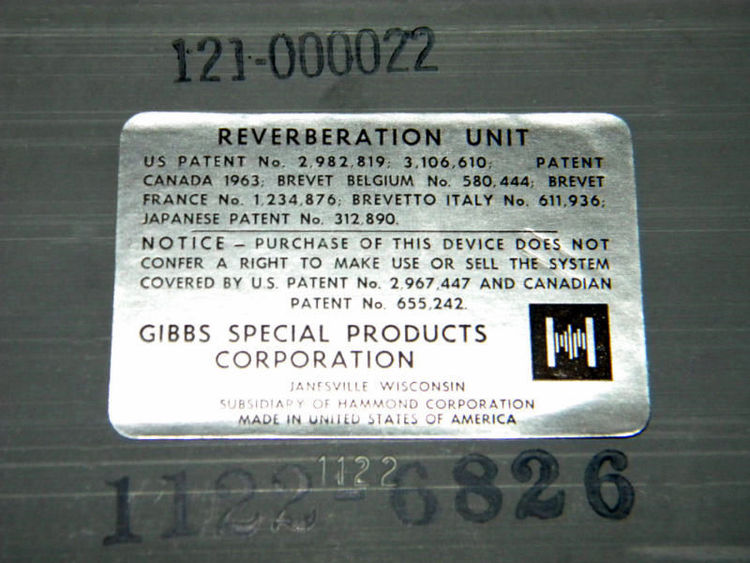 121-000022
REVERBERATION UNIT
US PATENT No. 2,982,819; 3,106,610; PATENT
CANADA 1963; BREVET BELGIUM No. 580,444; BREVET
FRANCE No. 1,234,876; BREVETTO ITALY No. 611,936;
JAPANESE PATENT No. 312,890.
NOTICE – PURCHASE OF THIS DEVICE DOES NOT
CONFER A RIGHT TO MAKE USE OR SELL THE SYSTEM
COVERED BY U.S. PATENT No. 2,967,447 AND CANADIAN
PATENT No. 655,242.
GIBBS SPECIAL PRODUCTS
CORPORATION
JANESVILLE WISCONSIN
SUBSIDIARY OF HAMMOND CORPORATION
MADE IN UNITED STATES OF AMERICA
1122
1122-6826